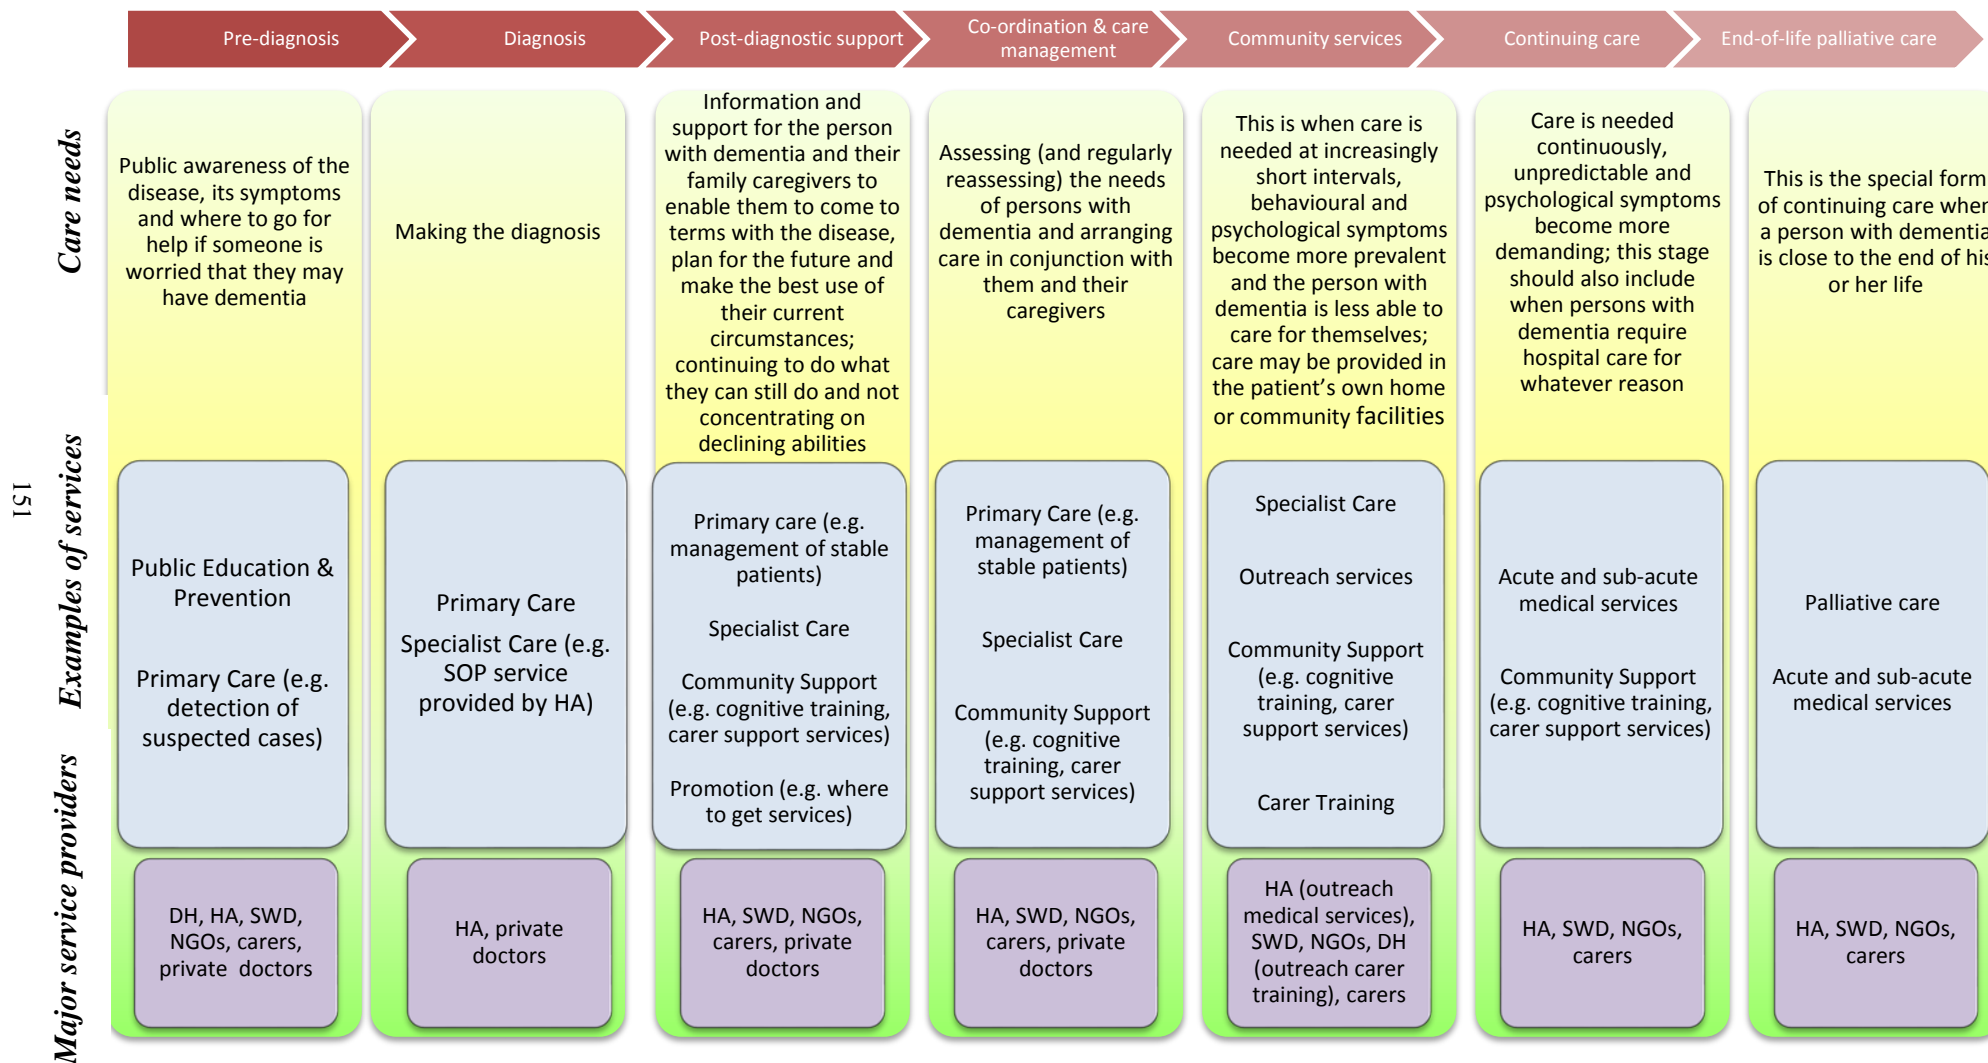 Pre-diagnosis
Diagnosis
Post-diagnostic support
Co-ordination & care
management
Community services
Continuing care
End-of-life palliative care
Care needs
Public awareness of the
disease, its symptoms
and where to go for
help if someone is
worried that they may
have dementia
Making the diagnosis
Information and
support for the person
with dementia and their
family caregivers to
enable them to come to
terms with the disease,
plan for the future and
make the best use of
their current
circumstances;
continuing to do what
they can still do and not
concentrating on
declining abilities
Assessing (and regularly
reassessing) the needs
of persons with
dementia and arranging
care in conjunction with
them and their
caregivers
This is when care is
needed at increasingly
short intervals,
behavioural and
psychological symptoms
become more prevalent
and the person with
dementia is less able to
care for themselves;
care may be provided in
the patient’s own home
or community facilities
Care is needed
continuously,
unpredictable and
psychological symptoms
become more
demanding; this stage
should also include
when persons with
dementia require
hospital care for
whatever reason
This is the special form
of continuing care when
a person with dementia
is close to the end of his
or her life
151
Examples of services
Public Education &
Prevention
Primary Care (e.g.
detection of
suspected cases)
Primary Care
Specialist Care (e.g.
SOP service
provided by HA)
Primary care (e.g.
management of stable
patients)
Specialist Care
Community Support
(e.g. cognitive training,
carer support services)
Promotion (e.g. where
to get services)
Primary Care (e.g.
management of
stable patients)
Specialist Care
Community Support
(e.g. cognitive
training, carer
support services)
Specialist Care
Outreach services
Community Support
(e.g. cognitive
training, carer
support services)
Carer Training
Acute and sub-acute
medical services
Community Support
(e.g. cognitive training,
carer support services)
Palliative care
Acute and sub-acute
medical services
Major service providers
DH, HA, SWD,
NGOs, carers,
private doctors
HA, private
doctors
HA, SWD, NGOs,
carers, private
doctors
HA, SWD, NGOs,
carers, private
doctors
HA (outreach
medical services),
SWD, NGOs, DH
(outreach carer
training), carers
HA, SWD, NGOs,
carers
HA, SWD, NGOs,
carers